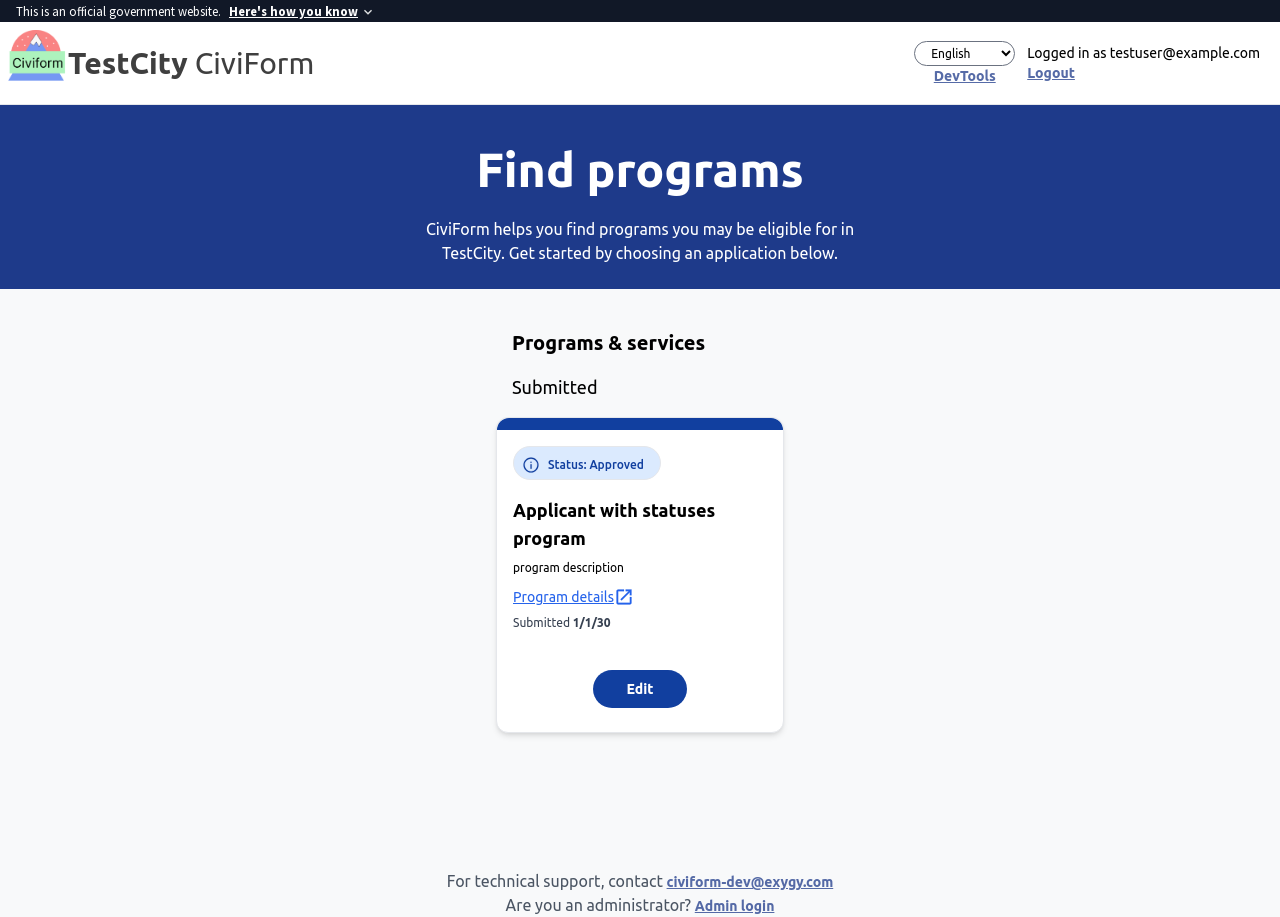 This is an official government website. Here's how you know
Civiform
TestCity CiviForm
English
DevTools
Logged in as testuser@example.com
Logout
Find programs
CiviForm helps you find programs you may be eligible for in
TestCity. Get started by choosing an application below.
Programs & services
Submitted
Status: Approved
Applicant with statuses
program
program description
Program details
Submitted 1/1/30
Edit
For technical support, contact civiform-dev@exygy.com
Are you an administrator? Admin login